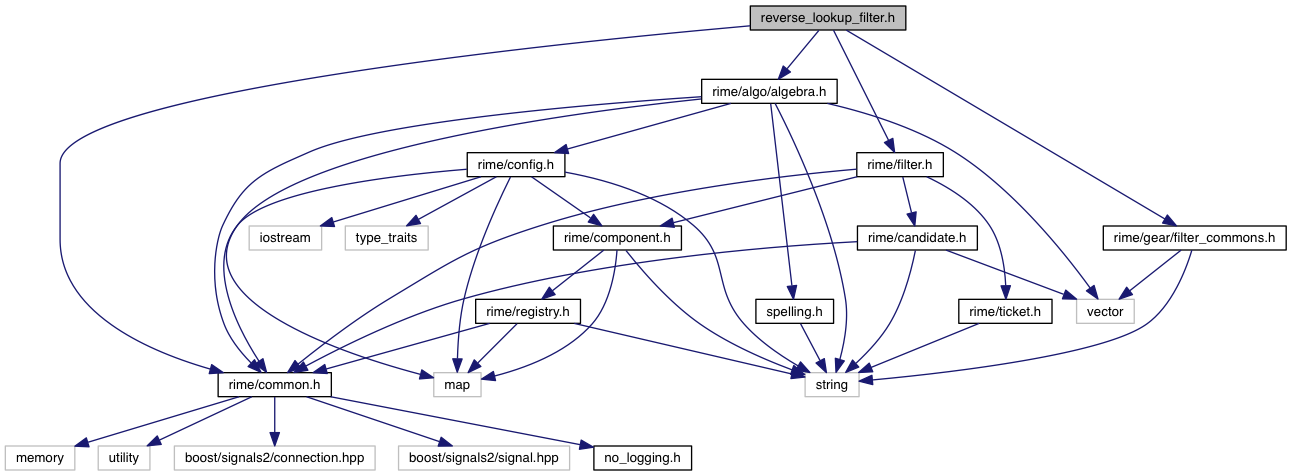 reverse_lookup_filter.h
rime/algo/algebra.h
rime/config.h
rime/filter.h
iostream
type_traits
rime/component.h
rime/candidate.h
rime/gear/filter_commons.h
rime/registry.h
spelling.h
rime/ticket.h
vector
rime/common.h
map
string
memory
utility
boost/signals2/connection.hpp
boost/signals2/signal.hpp
no_logging.h